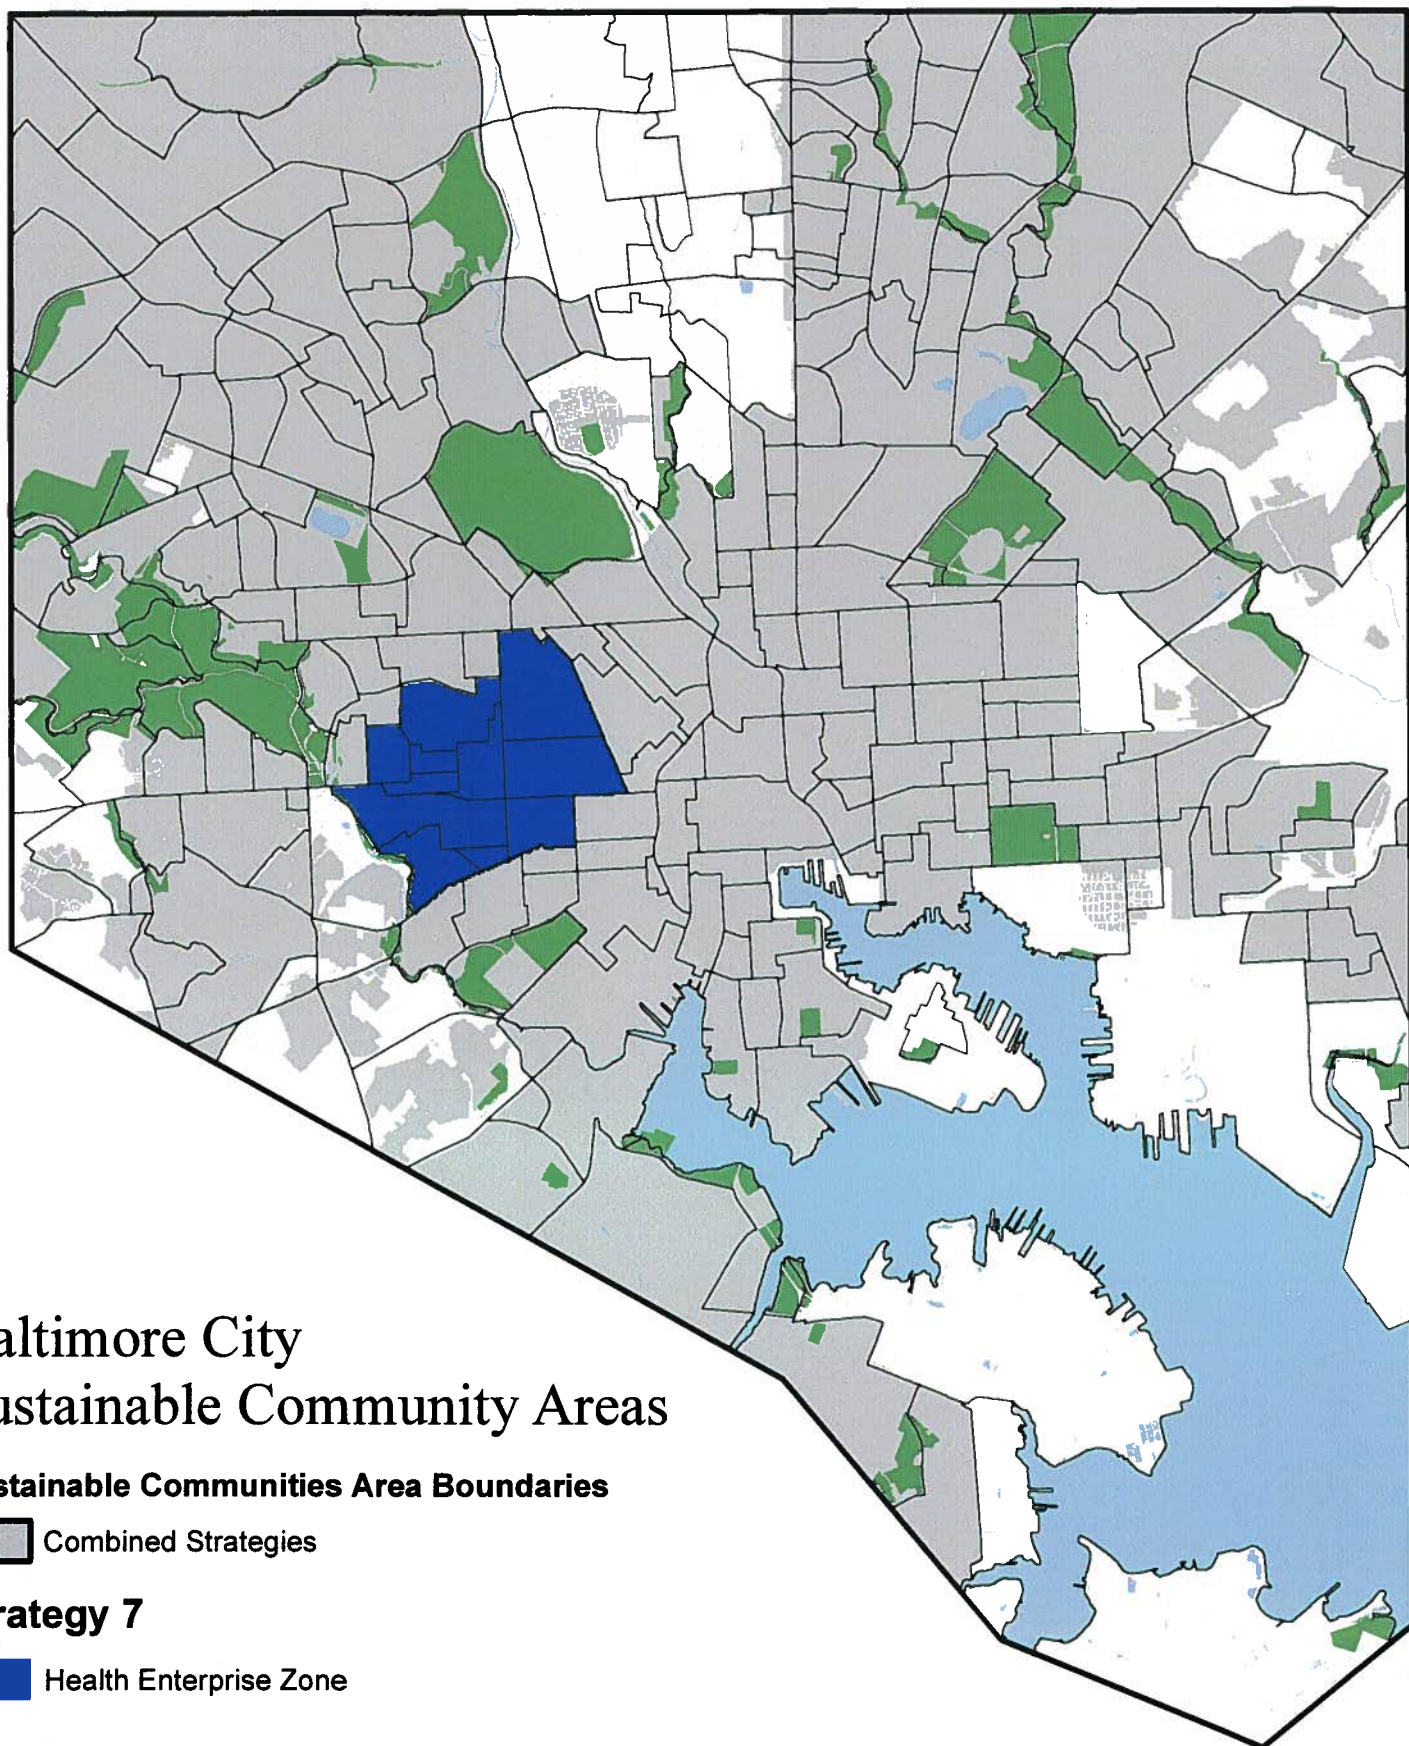 altimore City
ustainable Community Areas
stainable Communities Area Boundaries
Combined Strategies
rategy 7
Health Enterprise Zone